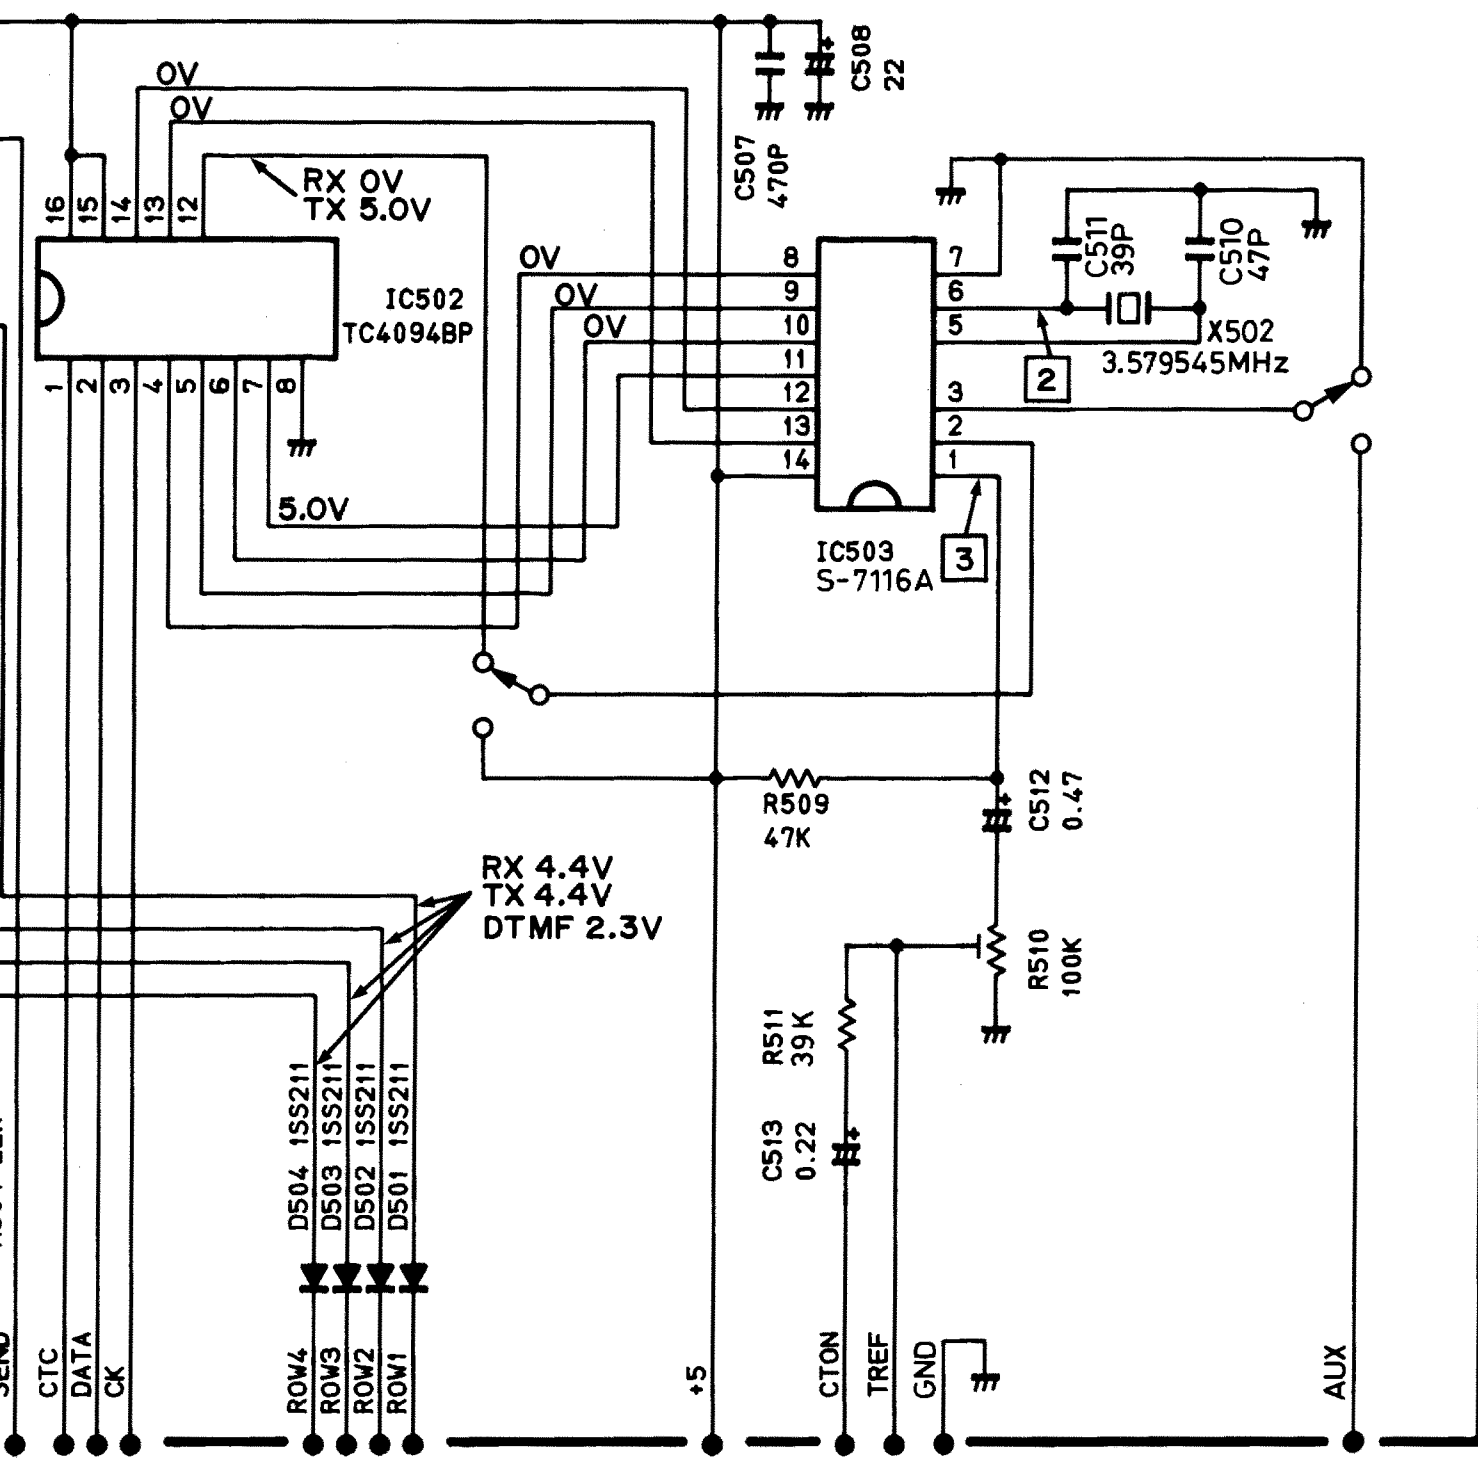 C508
22
0V
0V
C507
470P
RX 0V
TX 5.0V
16
15
14
13
12
C511
39P
C510
47P
0V
8
7
IC502
0V
9
6
TC4094BP
0V
10
5
X502
3.579545MHz
11
2
1
2
3
4
5
6
7
8
12
3
13
2
14
1
5.0V
IC503
S-7116A
3
R509
47K
C512
0.47
RX 4.4V
TX 4.4V
DTMF 2.3V
R510
100K
R511
39K
D504 1SS211
D503 1SS211
D502 1SS211
D501 1SS211
C513
0.22
SEND
CTC
DATA
CK
ROW4
ROW3
ROW2
ROW1
+5
CTON
TREF
GND
AUX